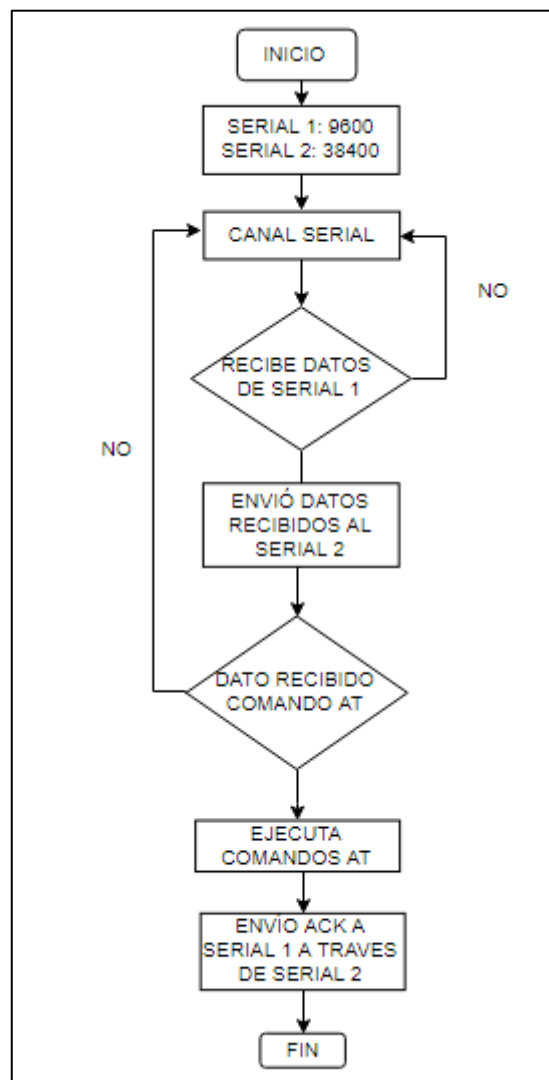 INICIO
SERIAL 1: 9600
SERIAL 2: 38400
CANAL SERIAL
NO
RECIBE DATOS
DE SERIAL 1
NO
ENVIÓ DATOS
RECIBIDOS AL
SERIAL 2
DATO RECIBIDO
COMANDO AT
EJECUTA
COMANDOS AT
ENVÍO ACK A
SERIAL 1 A TRAVES
DE SERIAL 2
FIN